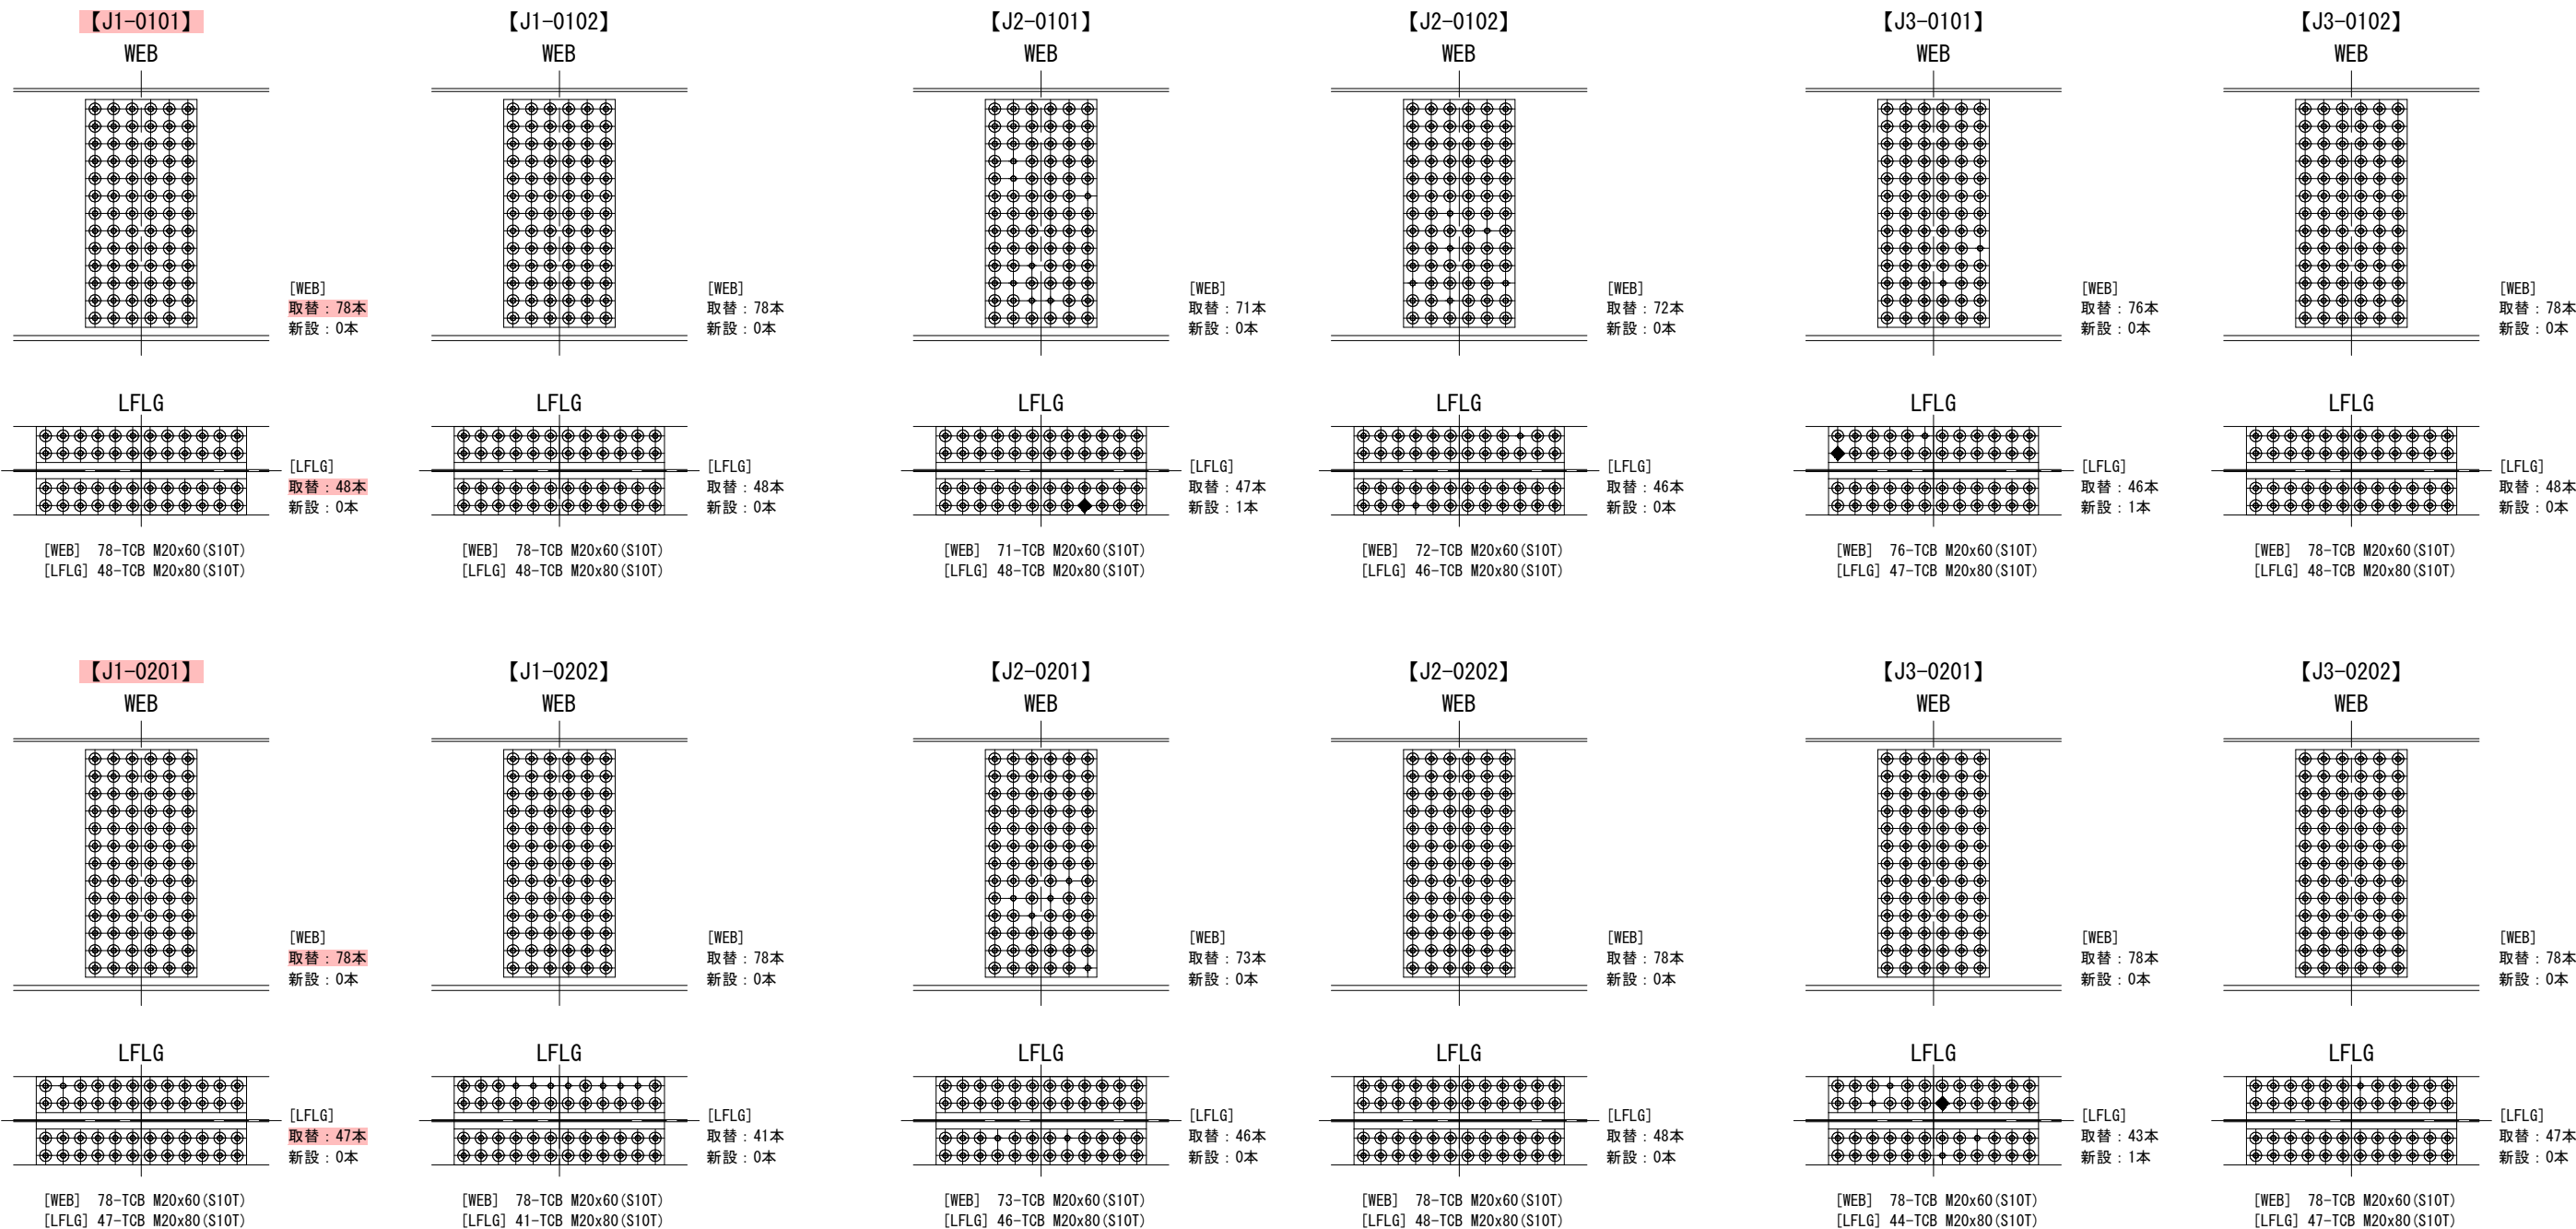 【J1-0101】
WEB
[WEB]
取替：78本
新設：0本
LFLG
[LFLG]
取替：48本
新設：0本
[WEB] 78-TCB M20x60(S10T)
[LFLG] 48-TCB M20x80(S10T)
【J1-0102】
WEB
[WEB]
取替：78本
新設：0本
LFLG
[LFLG]
取替：48本
新設：0本
[WEB] 78-TCB M20x60(S10T)
[LFLG] 48-TCB M20x80(S10T)
【J2-0101】
WEB
[WEB]
取替：71本
新設：0本
LFLG
[LFLG]
取替：47本
新設：1本
[WEB] 71-TCB M20x60(S10T)
[LFLG] 48-TCB M20x80(S10T)
【J2-0102】
WEB
[WEB]
取替：72本
新設：0本
LFLG
[LFLG]
取替：46本
新設：0本
[WEB] 72-TCB M20x60(S10T)
[LFLG] 46-TCB M20x80(S10T)
【J3-0101】
WEB
[WEB]
取替：76本
新設：0本
LFLG
[LFLG]
取替：46本
新設：1本
[WEB] 76-TCB M20x60(S10T)
[LFLG] 47-TCB M20x80(S10T)
【J3-0102】
WEB
[WEB]
取替：78本
新設：0本
LFLG
[LFLG]
取替：48本
新設：0本
[WEB] 78-TCB M20x60(S10T)
[LFLG] 48-TCB M20x80(S10T)
【J1-0201】
WEB
[WEB]
取替：78本
新設：0本
LFLG
[LFLG]
取替：47本
新設：0本
[WEB] 78-TCB M20x60(S10T)
[LFLG] 47-TCB M20x80(S10T)
【J1-0202】
WEB
[WEB]
取替：78本
新設：0本
LFLG
[LFLG]
取替：41本
新設：0本
[WEB] 78-TCB M20x60(S10T)
[LFLG] 41-TCB M20x80(S10T)
【J2-0201】
WEB
[WEB]
取替：73本
新設：0本
LFLG
[LFLG]
取替：46本
新設：0本
[WEB] 73-TCB M20x60(S10T)
[LFLG] 46-TCB M20x80(S10T)
【J2-0202】
WEB
[WEB]
取替：78本
新設：0本
LFLG
[LFLG]
取替：48本
新設：0本
[WEB] 78-TCB M20x60(S10T)
[LFLG] 48-TCB M20x80(S10T)
【J3-0201】
WEB
[WEB]
取替：78本
新設：0本
LFLG
[LFLG]
取替：43本
新設：1本
[WEB] 78-TCB M20x60(S10T)
[LFLG] 44-TCB M20x80(S10T)
【J3-0202】
WEB
[WEB]
取替：78本
新設：0本
LFLG
[LFLG]
取替：47本
新設：0本
[WEB] 78-TCB M20x60(S10T)
[LFLG] 47-TCB M20x80(S10T)